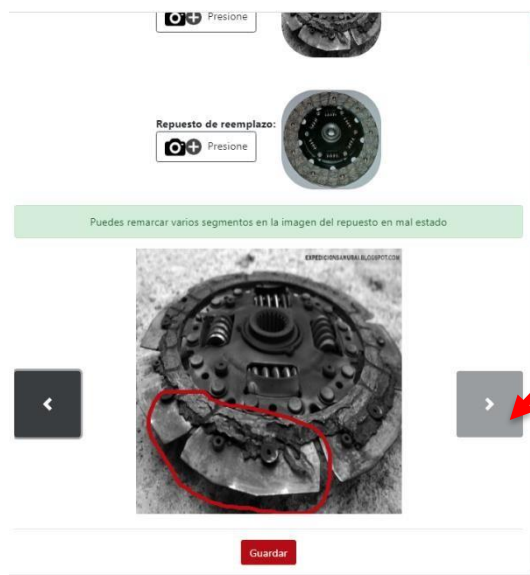 Presione
Repuesto de reemplazo:
Presione
Puedes remarcar varios segmentos en la imagen del repuesto en mal estado
EXPEDICIONSAMURAI.BLOGSPOT.COM
Guardar